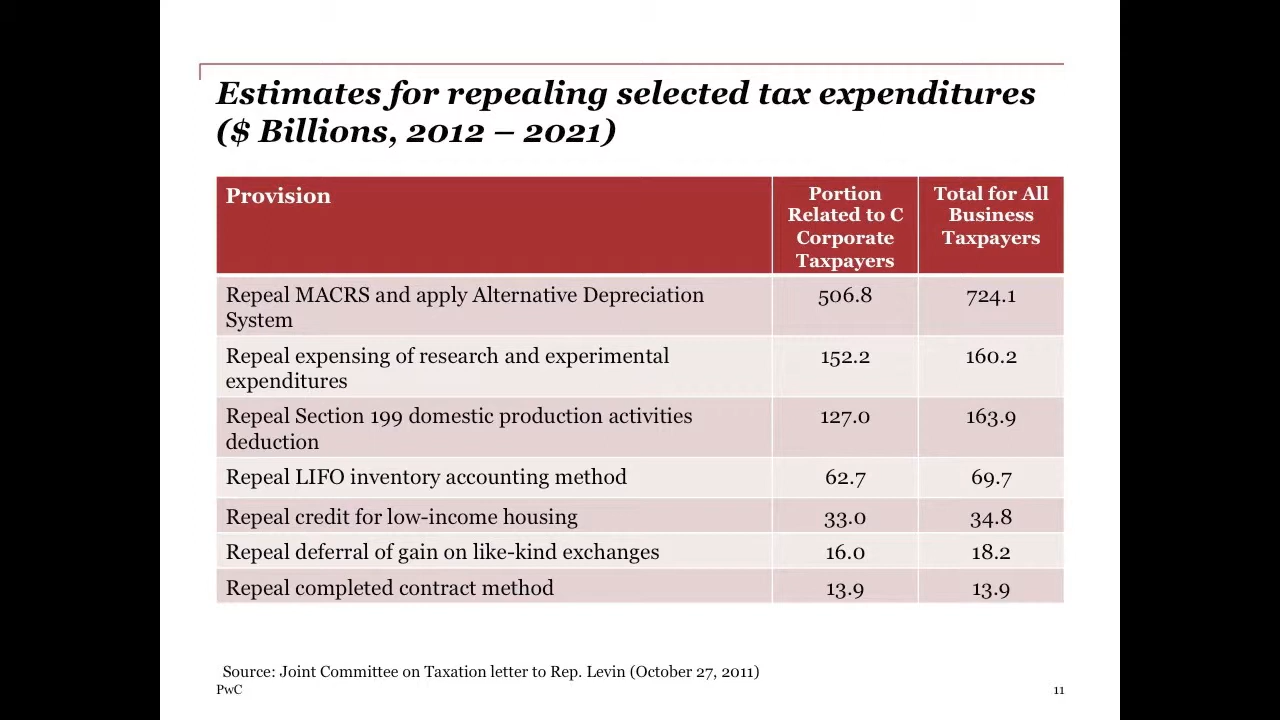 Estimates for repealing selected tax expenditures
($ Billions, 2012 – 2021)
Provision
Portion
Related to C
Corporate
Taxpayers
Total for All
Business
Taxpayers
Repeal MACRS and apply Alternative Depreciation
System
506.8
724.1
Repeal expensing of research and experimental
expenditures
152.2
160.2
Repeal Section 199 domestic production activities
deduction
127.0
163.9
Repeal LIFO inventory accounting method
62.7
69.7
Repeal credit for low-income housing
33.0
34.8
Repeal deferral of gain on like-kind exchanges
16.0
18.2
Repeal completed contract method
13.9
13.9
Source: Joint Committee on Taxation letter to Rep. Levin (October 27, 2011)
PwC
11